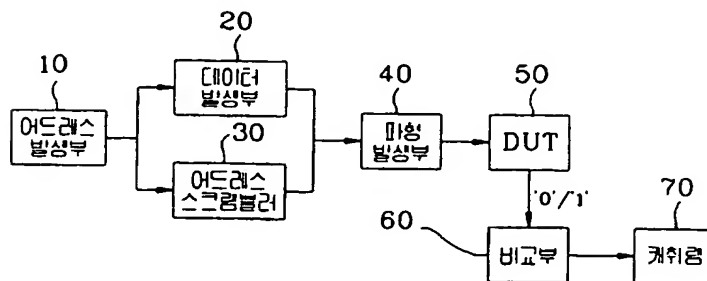 10
어드레스
발생부
20
데이터
발생부
30
어드레스
스크램블러
40
파형
발생부
50
DUT
'0'/'1'
60
비교부
70
캐취램